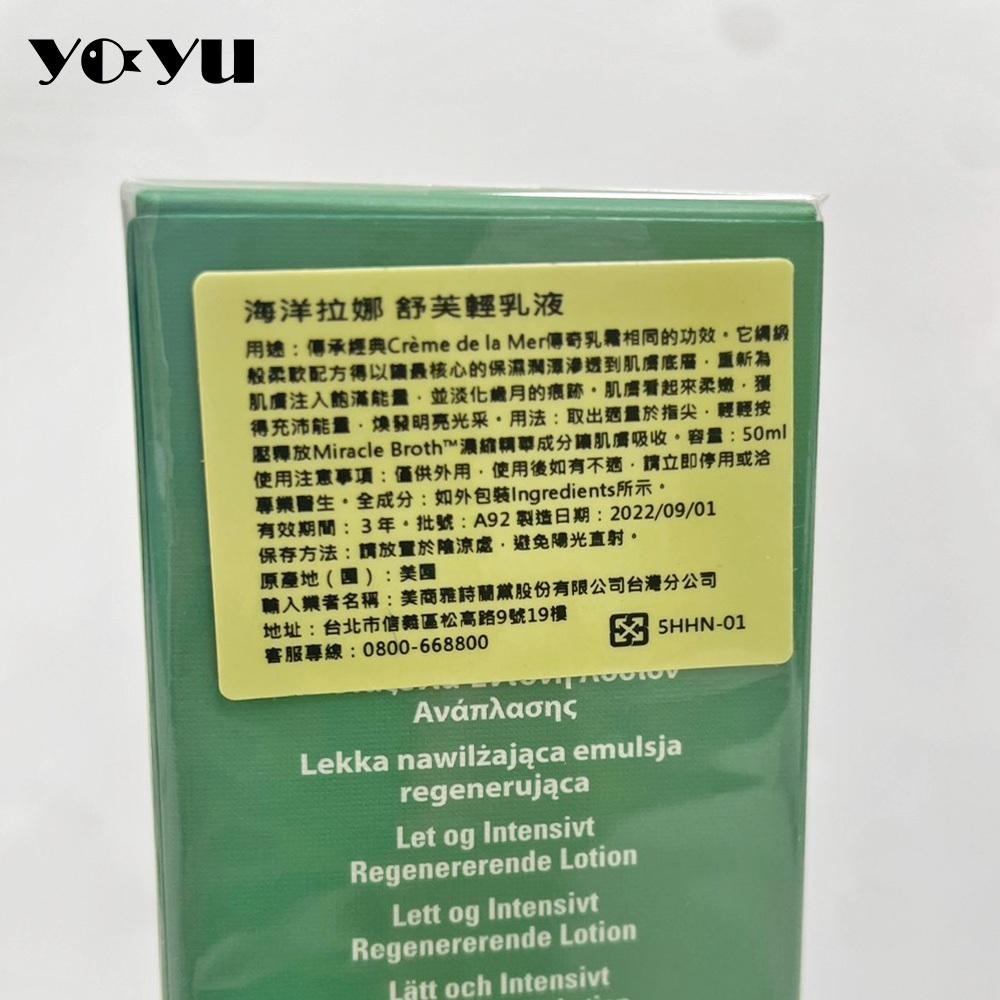 yo yu
海洋拉娜 舒芙輕乳液
用途：傳承經典Crème de la Mer傳奇乳霜相同的功效。它綢緞
般柔軟配方得以讓最核心的保濕潤澤滲透到肌膚底層，重新為
肌膚注入飽滿能量，並淡化歲月的痕跡。肌膚看起來柔嫩，獲
得充沛能量，煥發明亮光采。用法：取出適量於指尖，輕輕按
壓釋放Miracle Broth™濃縮精華成分讓肌膚吸收。容量：50ml
使用注意事項：僅供外用，使用後如有不適，請立即停用或洽
專業醫生。全成分：如外包裝Ingredients所示。
有效期間：3年。批號：A92 製造日期：2022/09/01
保存方法：請放置於陰涼處，避免陽光直射。
原產地（國）：美國
輸入業者名稱：美商雅詩蘭黛股份有限公司台灣分公司
地址：台北市信義區松高路9號19樓
客服專線：0800-668800
5HHN-01
Ανάπλασης
Lekka nawilżająca emulsja
regenerująca
Let og Intensivt
Regenererende Lotion
Lett og Intensivt
Regenererende Lotion
Lätt och Intensivt